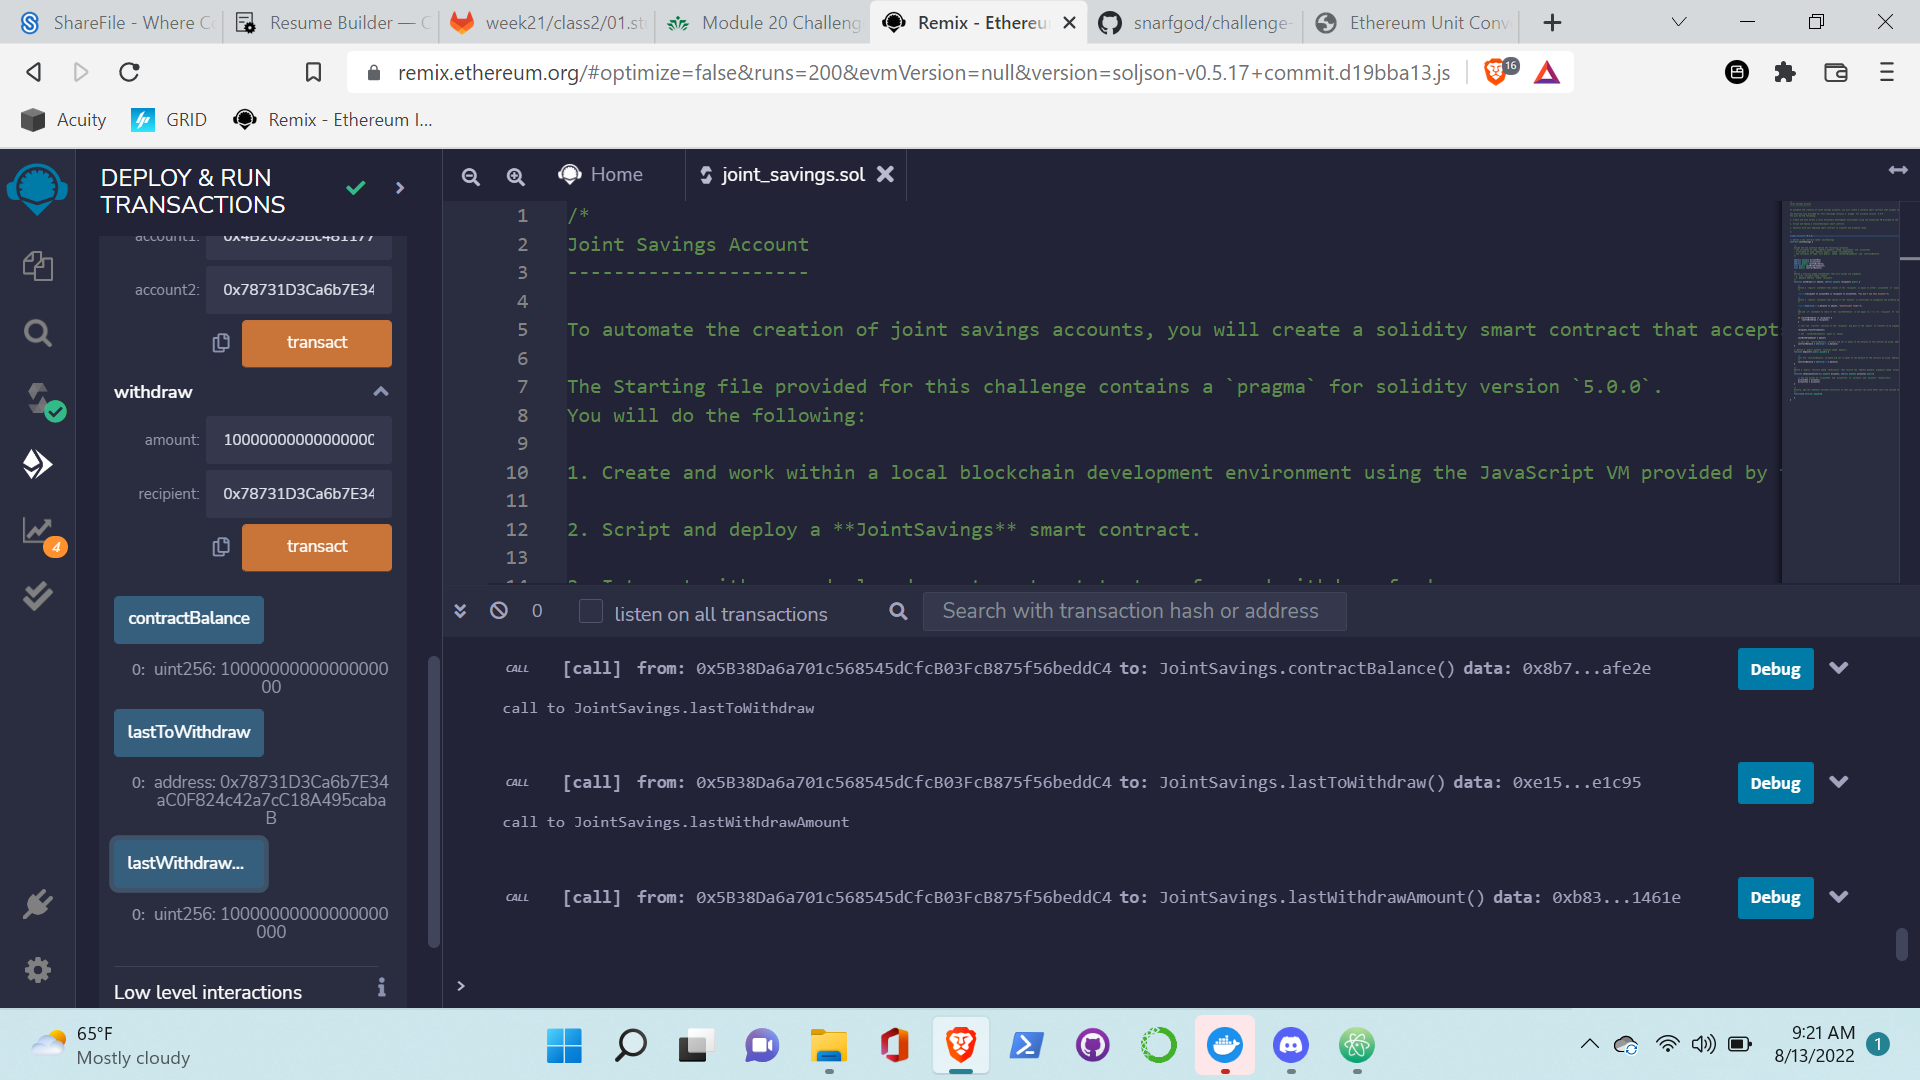 ShareFile - Where Co
Resume Builder — C
week21/class2/01.st
Module 20 Challeng
Remix - Ethereu
snarfgod/challenge-
Ethereum Unit Conv
remix.ethereum.org/#optimize=false&runs=200&evmVersion=null&version=soljson-v0.5.17+commit.d19bba13.js
16
Acuity
GRID
Remix - Ethereum I...
DEPLOY & RUN
TRANSACTIONS
account1:
account2: 0x78731D3Ca6b7E34
transact
withdraw
amount: 10000000000000000
recipient: 0x78731D3Ca6b7E34
transact
contractBalance
0: uint256: 10000000000000000
00
lastToWithdraw
0: address: 0x78731D3Ca6b7E34
aC0F824c42a7cC18A495caba
B
lastWithdraw...
0: uint256: 10000000000000000
000
Low level interactions
4
Home
joint_savings.sol
1 /*
2 Joint Savings Account
3 ---------------------
4
5 To automate the creation of joint savings accounts, you will create a solidity smart contract that accept
6
7 The Starting file provided for this challenge contains a `pragma` for solidity version `5.0.0`.
8 You will do the following:
9
10 1. Create and work within a local blockchain development environment using the JavaScript VM provided by
11
12 2. Script and deploy a **JointSavings** smart contract.
13
0
listen on all transactions
Search with transaction hash or address
CALL [call] from: 0x5B38Da6a701c568545dCfcB03FcB875f56beddC4 to: JointSavings.contractBalance() data: 0x8b7...afe2e
Debug
call to JointSavings.lastToWithdraw
CALL [call] from: 0x5B38Da6a701c568545dCfcB03FcB875f56beddC4 to: JointSavings.lastToWithdraw() data: 0xe15...e1c95
Debug
call to JointSavings.lastWithdrawAmount
CALL [call] from: 0x5B38Da6a701c568545dCfcB03FcB875f56beddC4 to: JointSavings.lastWithdrawAmount() data: 0xb83...1461e
Debug
>
65°F
Mostly cloudy
9:21 AM
8/13/2022
1